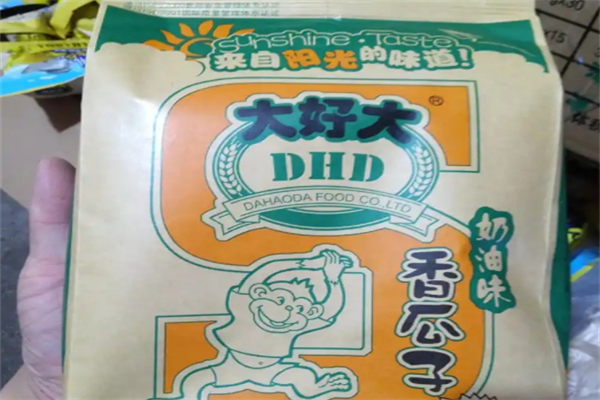 Sunshine·Taste
来自阳光的味道!
大好大®
DHD
DAHAODA FOOD CO.,LTD
奶油味
香瓜子